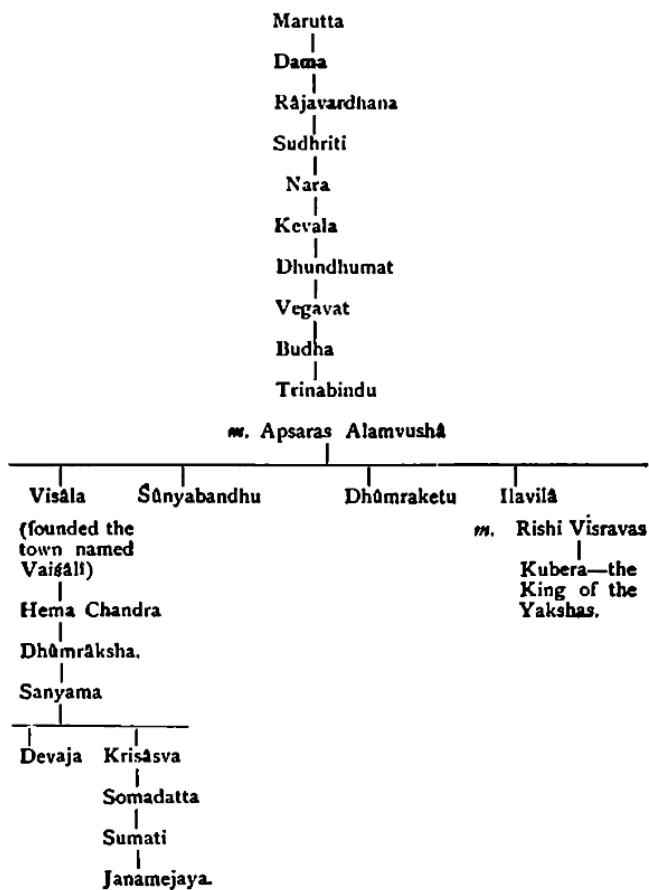 Marutta
Dama
Râjavardhana
Sudhriti
Nara
Kevala
Dhundhumat
Vegavat
Budha
Trinabindu
m. Apsaras Alamvushâ
Visâla Sûnyabandhu Dhûmraketu Ilavilâ
(founded the
town named
Vaiṡâlî)
m. Rishi Visravas
Kubera—the
King of the
Yakshas.
Hema Chandra
Dhûmrâksha.
Sanyama
Devaja Krisâsva
Somadatta
Sumati
Janamejaya.